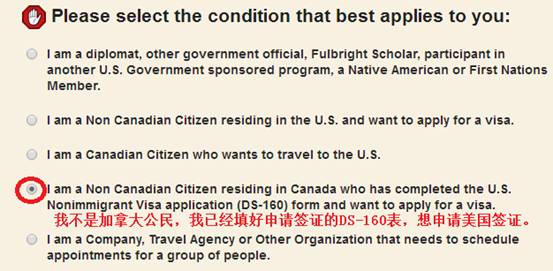 Please select the condition that best applies to you:
I am a diplomat, other government official, Fulbright Scholar, participant in
another U.S. Government sponsored program, a Native American or First Nations
Member.
I am a Non Canadian Citizen residing in the U.S. and want to apply for a visa.
I am a Canadian Citizen who wants to travel to the U.S.
I am a Non Canadian Citizen residing in Canada who has completed the U.S.
Nonimmigrant Visa application (DS-160) form and want to apply for a visa.
我不是加拿大公民，我已经填好申请签证的DS-160表，想申请美国签证。
I am a Company, Travel Agency or Other Organization that needs to schedule
appointments for a group of people.